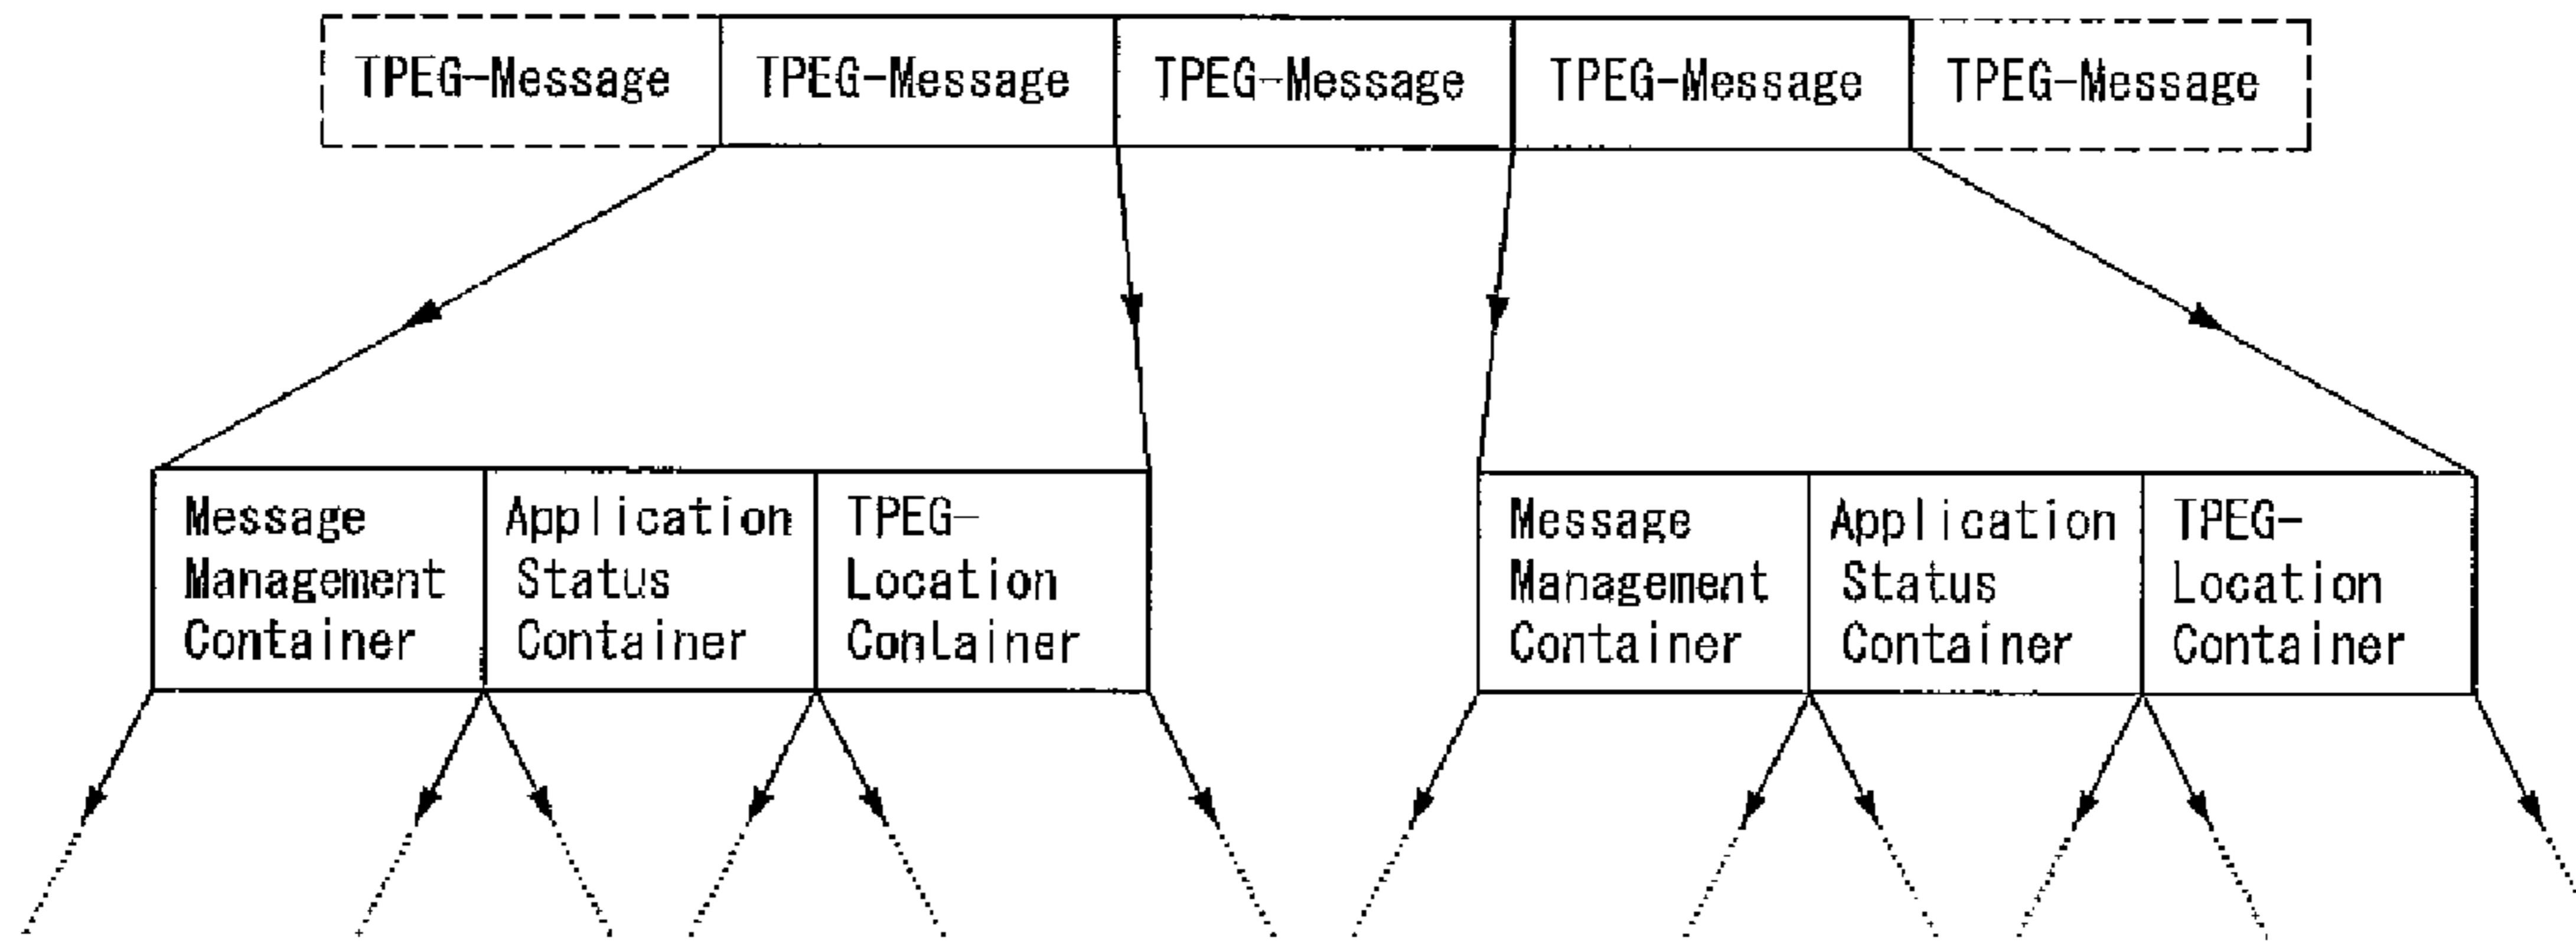 TPEG-Message TPEG-Message TPEG-Message TPEG-Message TPEG-Message
Message
Management
Container
Application
Status
Container
TPEG-
Location
Container
Message
Management
Container
Application
Status
Container
TPEG-
Location
Container